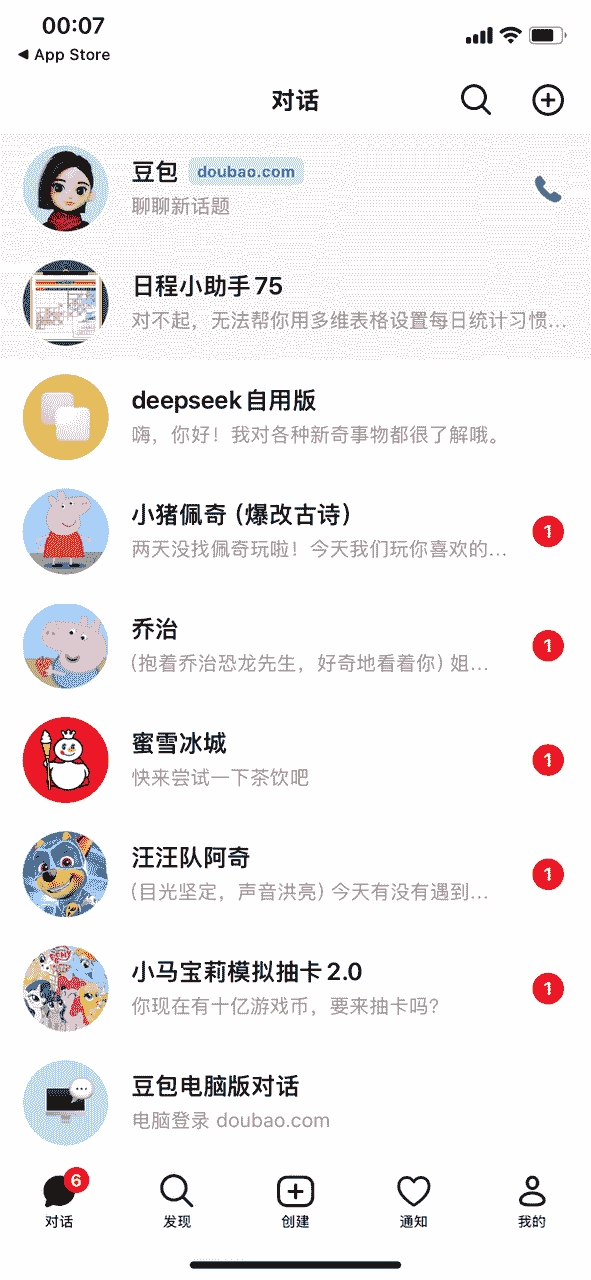 00:07
◀ App Store
对话
豆包 doubao.com
聊聊新话题
日程小助手75
对不起，无法帮你用多维表格设置每日统计习惯...
deepseek自用版
嗨，你好！我对各种新奇事物都很了解哦。
小猪佩奇（爆改古诗）
两天没找佩奇玩啦！今天我们玩你喜欢的...
1
乔治
（抱着乔治恐龙先生，好奇地看着你）姐...
1
蜜雪冰城
快来尝试一下茶饮吧
1
汪汪队阿奇
（目光坚定，声音洪亮）今天有没有遇到...
1
小马宝莉模拟抽卡2.0
你现在有十亿游戏币，要来抽卡吗？
1
豆包电脑版对话
电脑登录 doubao.com
6
对话 发现 创建 通知 我的